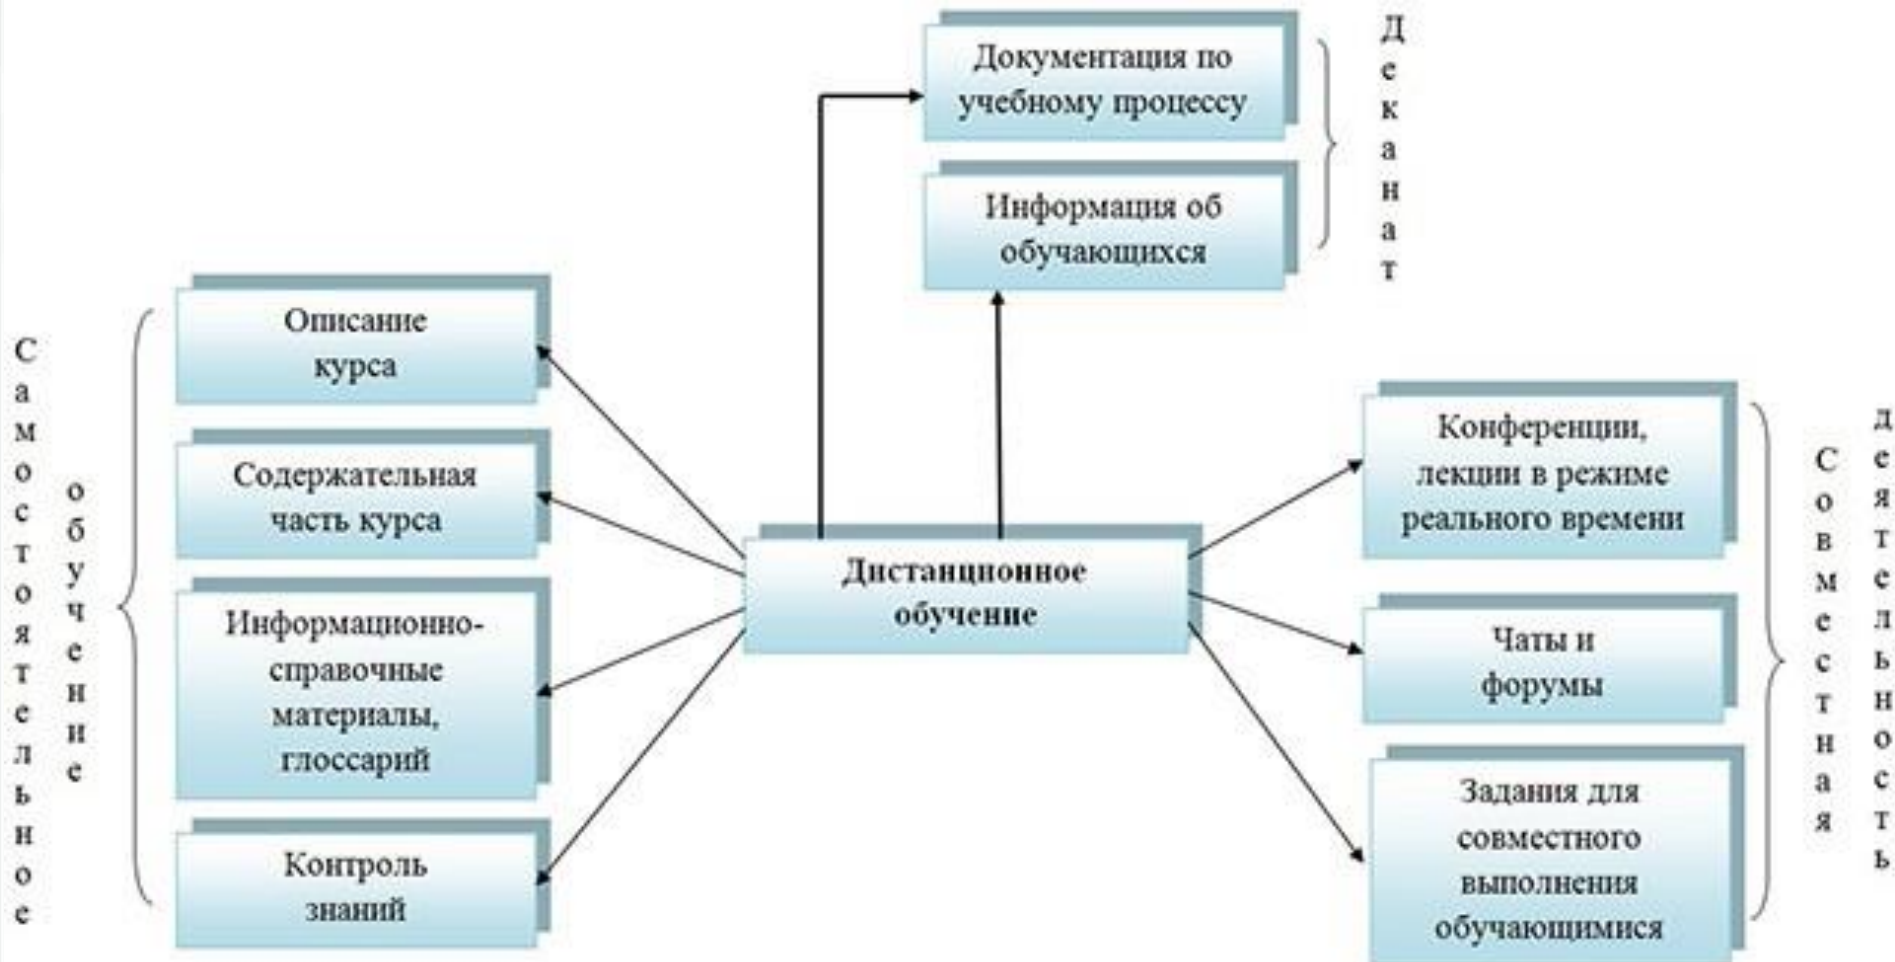 Документация по
учебному процессу
Информация об
обучающихся
Деканат
Самостоятельное
обучение
Описание
курса
Содержательная
часть курса
Информационно-
справочные
материалы,
глоссарий
Контроль
знаний
Дистанционное
обучение
Конференции,
лекции в режиме
реального времени
Чаты и
форумы
Задания для
совместного
выполнения
обучающимися
Совместная
деятельность